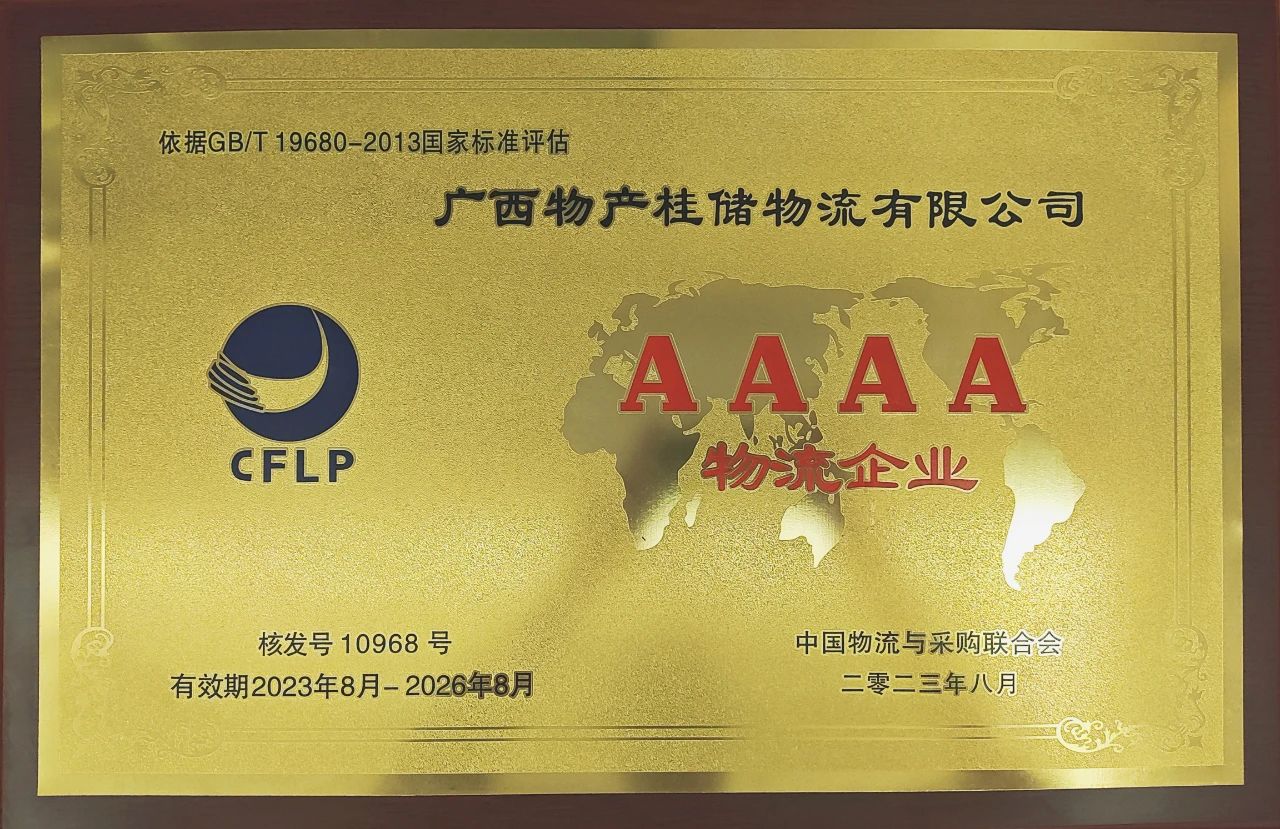 依据GB/T 19680-2013国家标准评估
广西物产桂储物流有限公司
CFLP
A A A A
物流企业
核发号 10968 号
有效期2023年8月- 2026年8月
中国物流与采购联合会
二零二三年八月